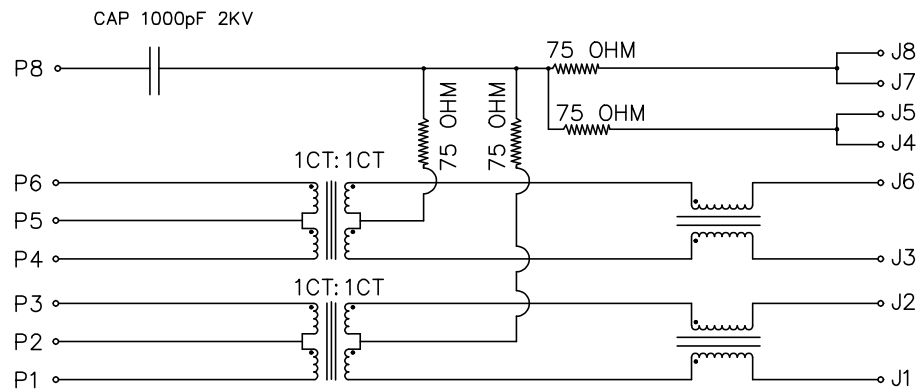 CAP 1000pF 2KV
P8
75 OHM
J8
J7
75 OHM
J5
J4
75 OHM
75 OHM
1CT:1CT
P6
J6
P5
P4
J3
1CT:1CT
P3
J2
P2
P1
J1